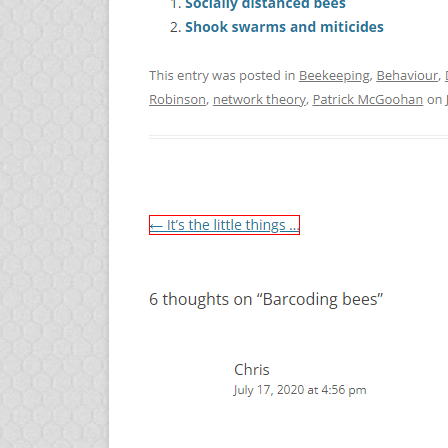 1. Socially distanced bees
2. Shook swarms and miticides
This entry was posted in Beekeeping, Behaviour,
Robinson, network theory, Patrick McGoohan on
← It’s the little things …
6 thoughts on “Barcoding bees”
Chris
July 17, 2020 at 4:56 pm